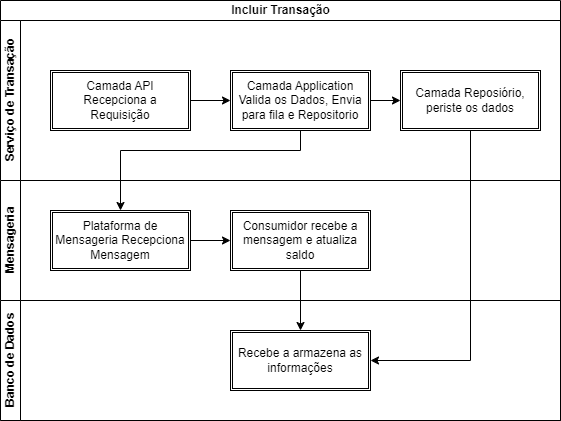 Incluir Transação
Serviço de Transação
Camada API
Recepciona a
Requisição
Camada Application
Valida os Dados, Envia
para fila e Repositorio
Camada Reposiório,
periste os dados
Mensageria
Plataforma de
Mensageria Recepciona
Mensagem
Consumidor recebe a
mensagem e atualiza
saldo
Banco de Dados
Recebe a armazena as
informações